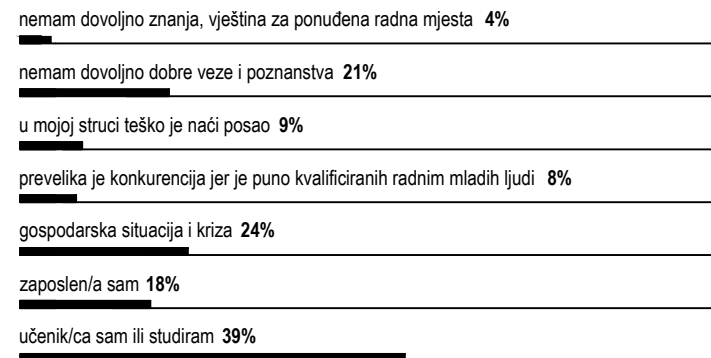 nemam dovoljno znanja, vještina za ponuđena radna mjesta 4%
nemam dovoljno dobre veze i poznanstva 21%
u mojoj struci teško je naći posao 9%
prevelika je konkurencija jer je puno kvalificiranih radnim mladih ljudi 8%
gospodarska situacija i kriza 24%
zaposlen/a sam 18%
učenik/ca sam ili studiram 39%